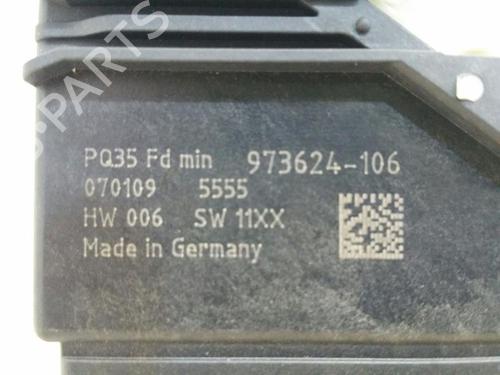 B-PARTS
PQ35 Fd min 973624-106
070109 5555
HW 006 SW 11XX
Made in Germany